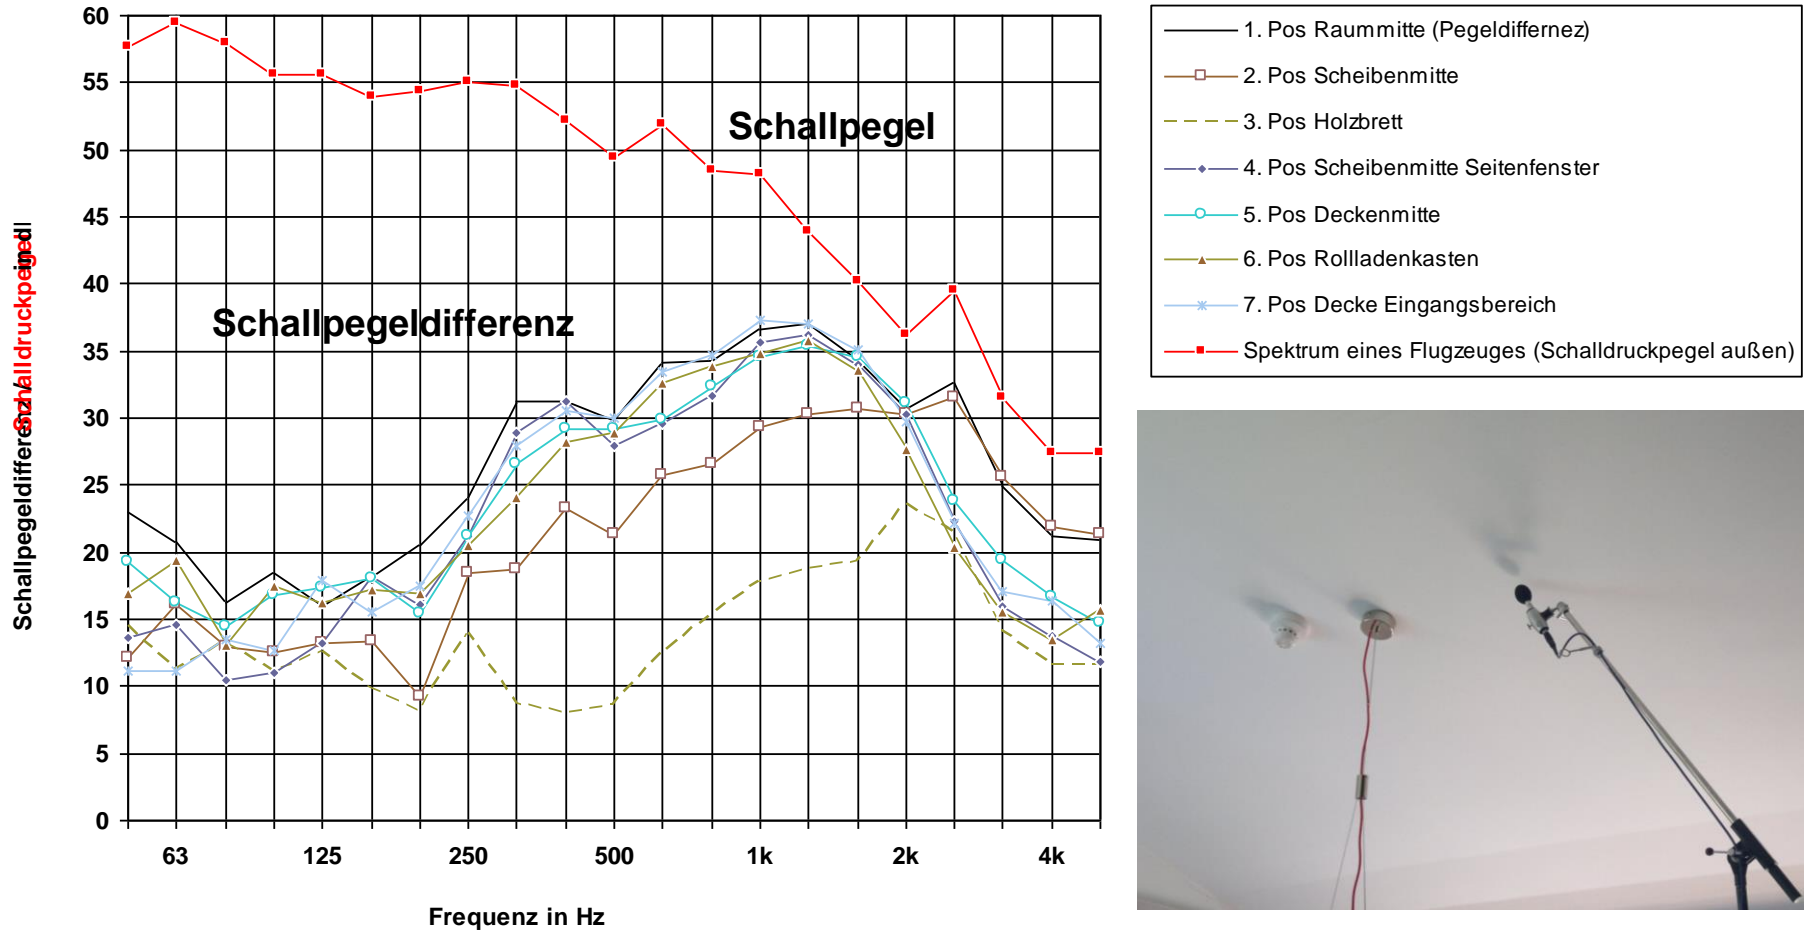 60
55
50
45
40
35
30
25
20
15
10
5
0
Schallpegel
Schallpegeldifferenz
Schallpegeldifferenz /
Schalldruckpegel
63 125 250 500 1k 2k 4k
Frequenz in Hz
1. Pos Raummitte (Pegeldiffernez)
2. Pos Scheibenmitte
3. Pos Holzbrett
4. Pos Scheibenmitte Seitenfenster
5. Pos Deckenmitte
6. Pos Rollladenkasten
7. Pos Decke Eingangsbereich
Spektrum eines Flugzeuges (Schalldruckpegel außen)